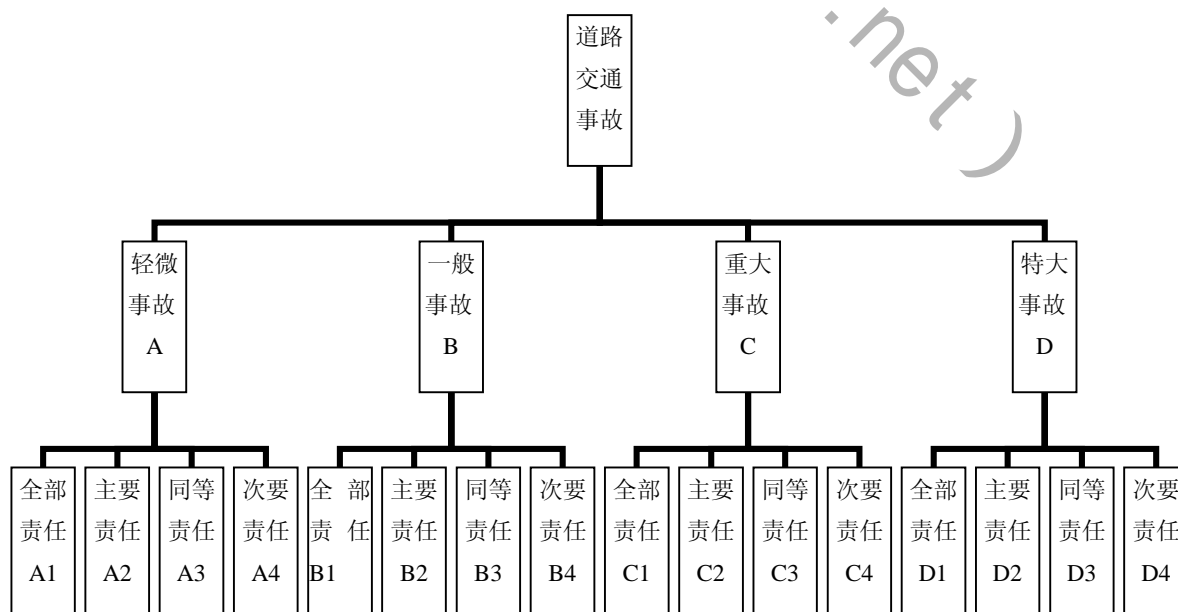 .net)
道路
交通
事故
轻微
事故
A
一般
事故
B
重大
事故
C
特大
事故
D
全部
责任
A1
主要
责任
A2
同等
责任
A3
次要
责任
A4
全 部
责 任
B1
主要
责任
B2
同等
责任
B3
次要
责任
B4
全部
责任
C1
主要
责任
C2
同等
责任
C3
次要
责任
C4
全部
责任
D1
主要
责任
D2
同等
责任
D3
次要
责任
D4